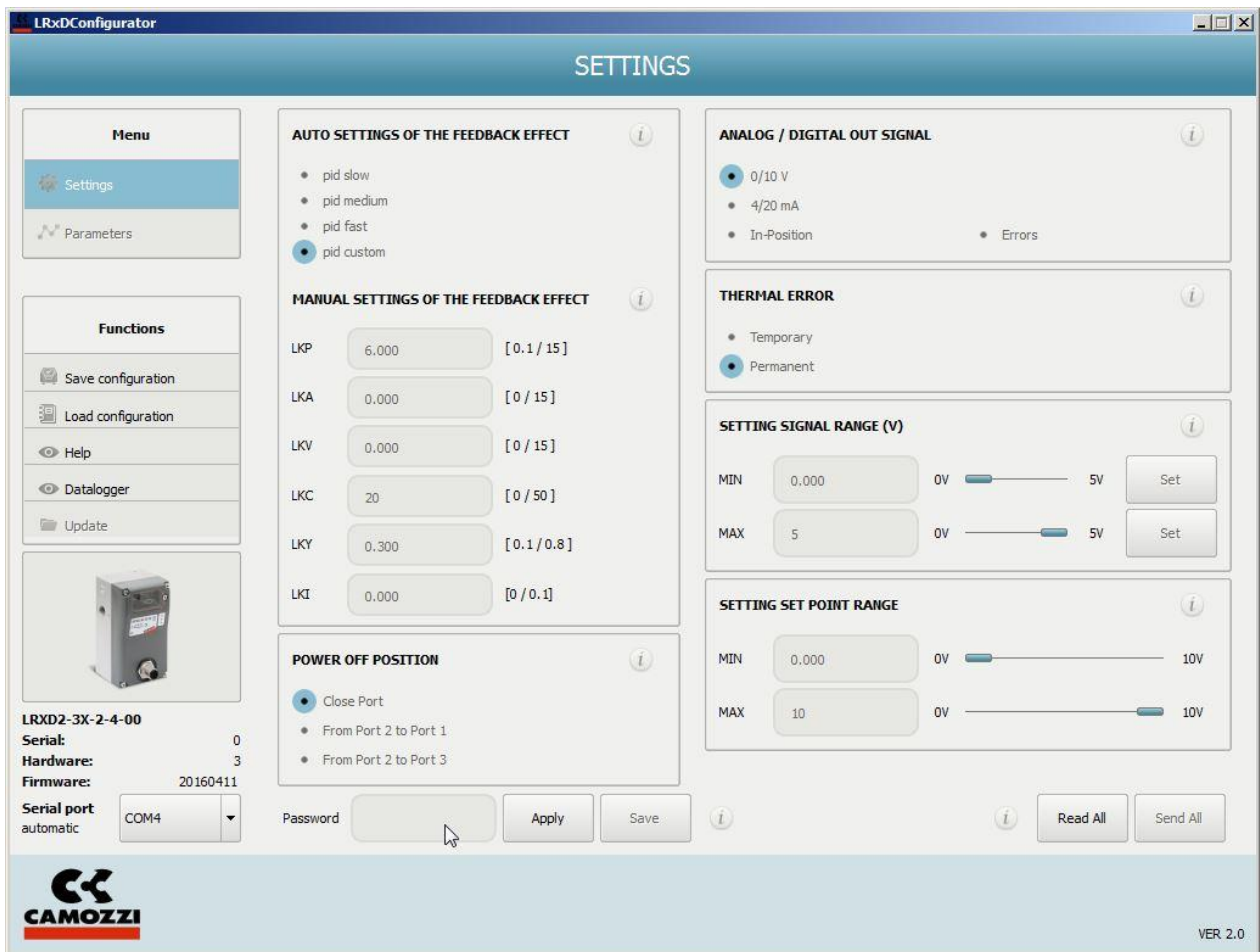 LRxDConfigurator
SETTINGS
Menu
Settings
Parameters
Functions
Save configuration
Load configuration
Help
Datalogger
Update
LRXD2-3X-2-4-00
Serial: 0
Hardware: 3
Firmware: 20160411
Serial port
automatic
COM4
AUTO SETTINGS OF THE FEEDBACK EFFECT
pid slow
pid medium
pid fast
pid custom
MANUAL SETTINGS OF THE FEEDBACK EFFECT
LKP 6.000 [ 0.1 / 15 ]
LKA 0.000 [ 0 / 15 ]
LKV 0.000 [ 0 / 15 ]
LKC 20 [ 0 / 50 ]
LKY 0.300 [ 0.1 / 0.8 ]
LKI 0.000 [0 / 0.1]
POWER OFF POSITION
Close Port
From Port 2 to Port 1
From Port 2 to Port 3
ANALOG / DIGITAL OUT SIGNAL
0/10 V
4/20 mA
In-Position Errors
THERMAL ERROR
Temporary
Permanent
SETTING SIGNAL RANGE (V)
MIN 0.000 0V 5V Set
MAX 5 0V 5V Set
SETTING SET POINT RANGE
MIN 0.000 0V 10V
MAX 10 0V 10V
Password Apply Save Read All Send All
CAMOZZI
VER 2.0